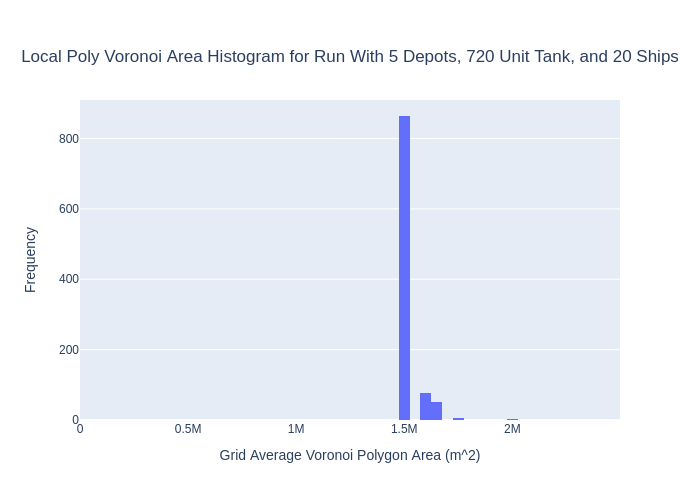 Local Poly Voronoi Area Histogram for Run With 5 Depots, 720 Unit Tank, and 20 Ships
800
600
400
200
0
Frequency
0 0.5M 1M 1.5M 2M
Grid Average Voronoi Polygon Area (m^2)